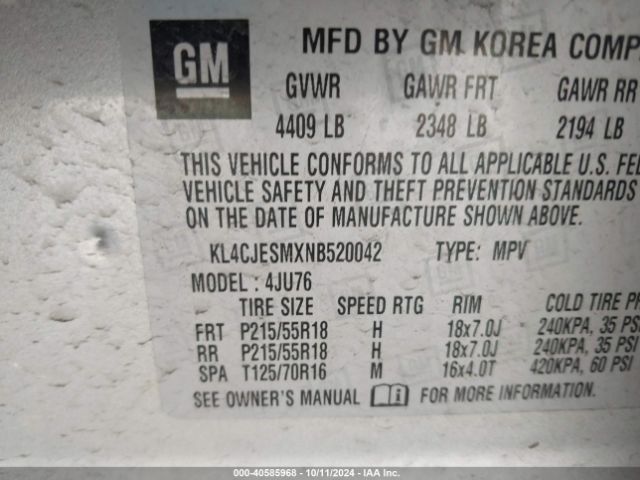 GM
MFD BY GM KOREA COMP
GVWR GAWR FRT GAWR RR
4409 LB 2348 LB 2194 LB
THIS VEHICLE CONFORMS TO ALL APPLICABLE U.S. FE
VEHICLE SAFETY AND THEFT PREVENTION STANDARDS
ON THE DATE OF MANUFACTURE SHOWN ABOVE.
KL4CJESMXNB520042 TYPE: MPV
MODEL : 4JU76
TIRE SIZE SPEED RTG RIM COLD TIRE PR
FRT P215/55R18 H 18x7.0J 240KPA, 35 PSI
RR P215/55R18 H 18x7.0J 240KPA, 35 PSI
SPA T125/70R16 M 16x4.0T 420KPA, 60 PSI
SEE OWNER'S MANUAL FOR MORE INFORMATION.
000-40585968 - 10/11/2024 - IAA Inc.